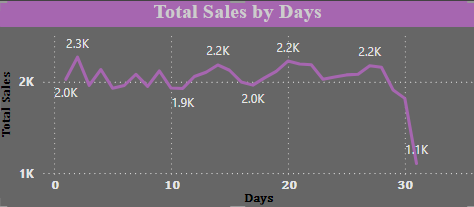 Total Sales by Days
2.3K
2.2K
2.2K
2.2K
2K
2.0K
1.9K
2.0K
1.1K
1K
0
10
20
30
Total Sales
Days